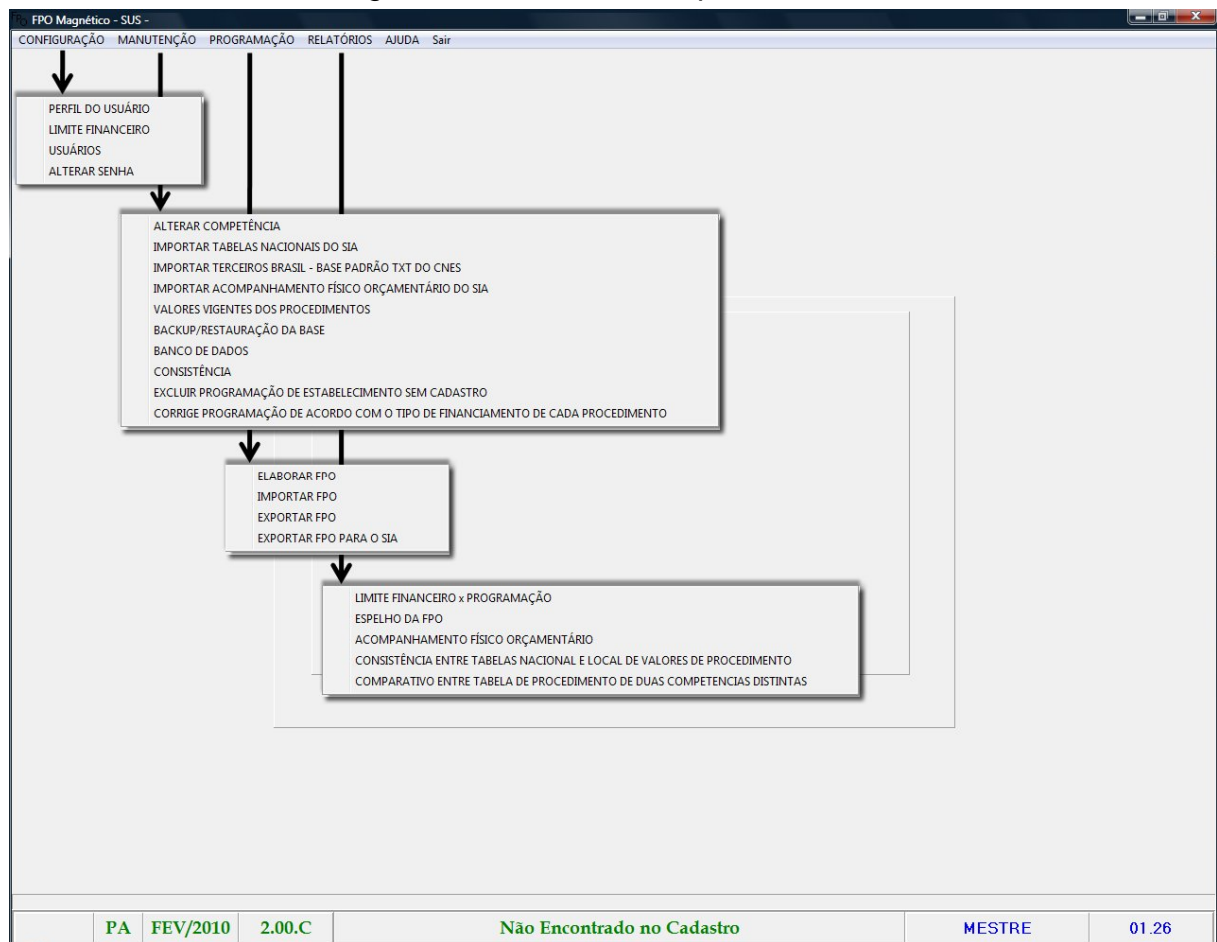 FPO Magnético - SUS -
CONFIGURAÇÃO MANUTENÇÃO PROGRAMAÇÃO RELATÓRIOS AJUDA Sair
PERFIL DO USUÁRIO
LIMITE FINANCEIRO
USUÁRIOS
ALTERAR SENHA
ALTERAR COMPETÊNCIA
IMPORTAR TABELAS NACIONAIS DO SIA
IMPORTAR TERCEIROS BRASIL - BASE PADRÃO TXT DO CNES
IMPORTAR ACOMPANHAMENTO FÍSICO ORÇAMENTÁRIO DO SIA
VALORES VIGENTES DOS PROCEDIMENTOS
BACKUP/RESTAURAÇÃO DA BASE
BANCO DE DADOS
CONSISTÊNCIA
EXCLUIR PROGRAMAÇÃO DE ESTABELECIMENTO SEM CADASTRO
CORRIGE PROGRAMAÇÃO DE ACORDO COM O TIPO DE FINANCIAMENTO DE CADA PROCEDIMENTO
ELABORAR FPO
IMPORTAR FPO
EXPORTAR FPO
EXPORTAR FPO PARA O SIA
LIMITE FINANCEIRO x PROGRAMAÇÃO
ESPELHO DA FPO
ACOMPANHAMENTO FÍSICO ORÇAMENTÁRIO
CONSISTÊNCIA ENTRE TABELAS NACIONAL E LOCAL DE VALORES DE PROCEDIMENTO
COMPARATIVO ENTRE TABELA DE PROCEDIMENTO DE DUAS COMPETENCIAS DISTINTAS
PA FEV/2010 2.00.C Não Encontrado no Cadastro MESTRE 01.26